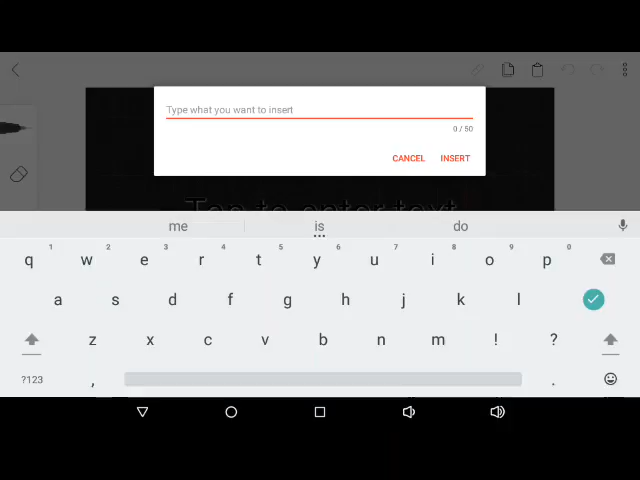 Type what you want to insert
0 / 50
CANCEL INSERT
Tap to enter text
me is do
1 2 3 4 5 6 7 8 9 0
q w e r t y u i o p
a s d f g h j k l
z x c v b n m ! ?
?123 , .